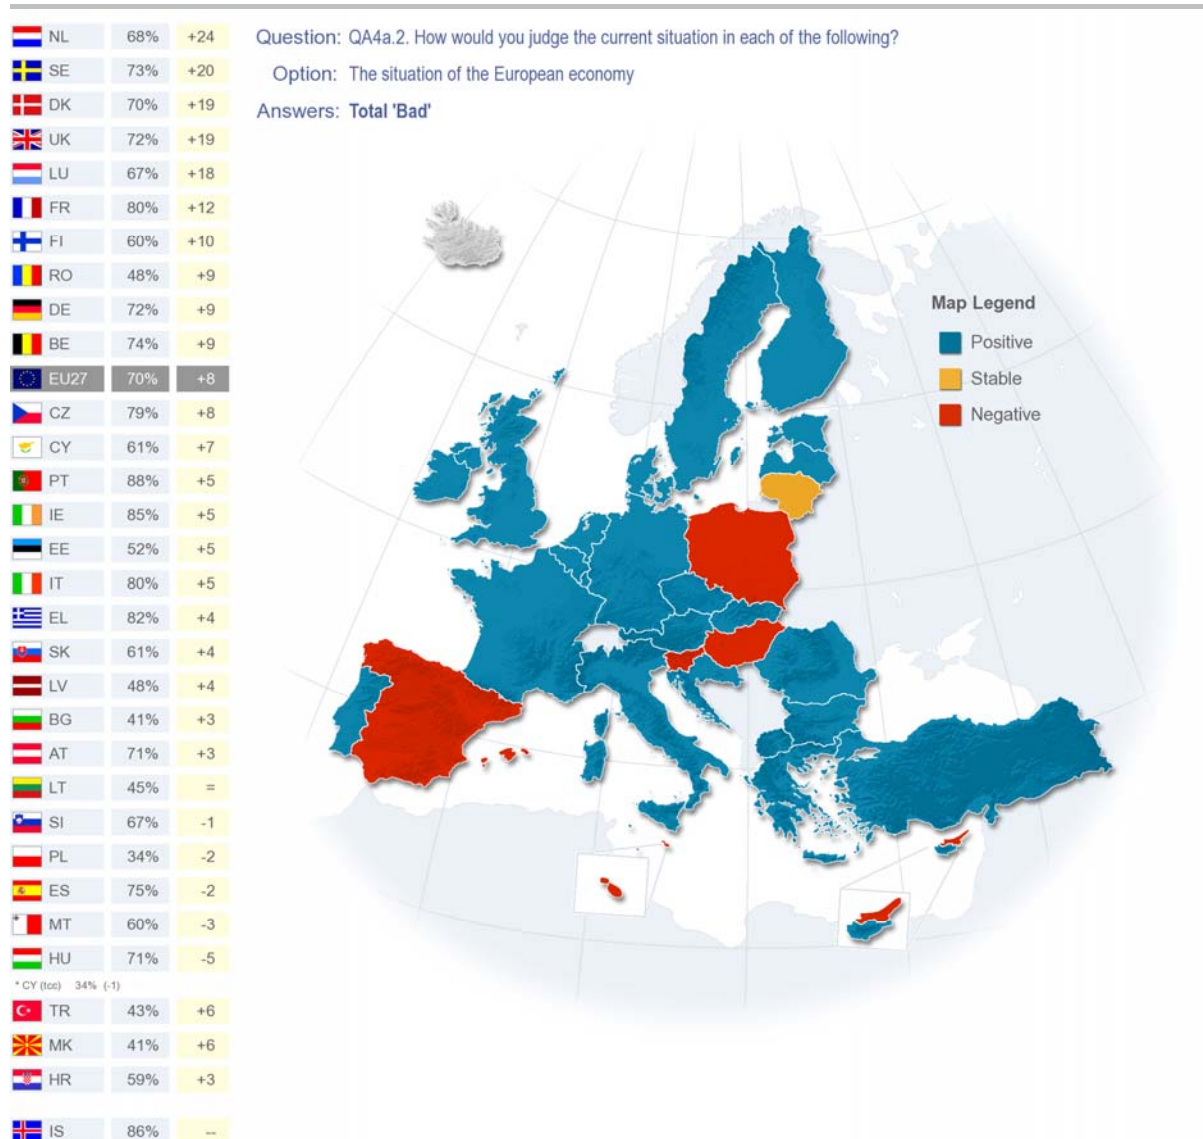 Question: QA4a.2. How would you judge the current situation in each of the following?
Option: The situation of the European economy
Answers: Total 'Bad'
NL 68% +24
SE 73% +20
DK 70% +19
UK 72% +19
LU 67% +18
FR 80% +12
FI 60% +10
RO 48% +9
DE 72% +9
BE 74% +9
EU27 70% +8
CZ 79% +8
CY 61% +7
PT 88% +5
IE 85% +5
EE 52% +5
IT 80% +5
EL 82% +4
SK 61% +4
LV 48% +4
BG 41% +3
AT 71% +3
LT 45% =
SI 67% -1
PL 34% -2
ES 75% -2
MT 60% -3
HU 71% -5
* CY (tcc) 34% (-1)
TR 43% +6
MK 41% +6
HR 59% +3
IS 86% --
Map Legend
Positive
Stable
Negative